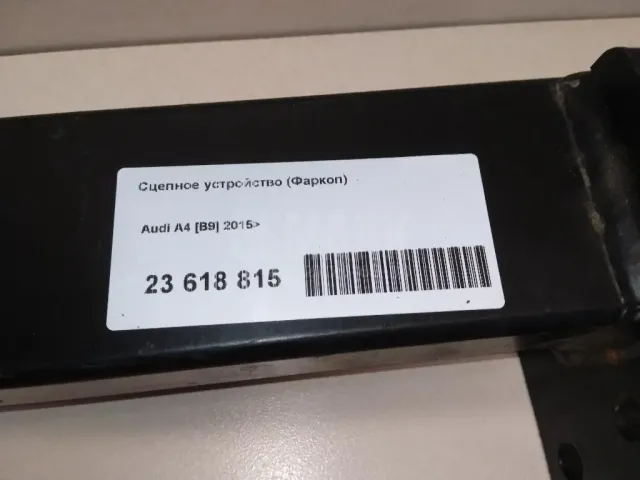 Сцепное устройство (Фаркоп)
Audi A4 [B9] 2015>
23 618 815